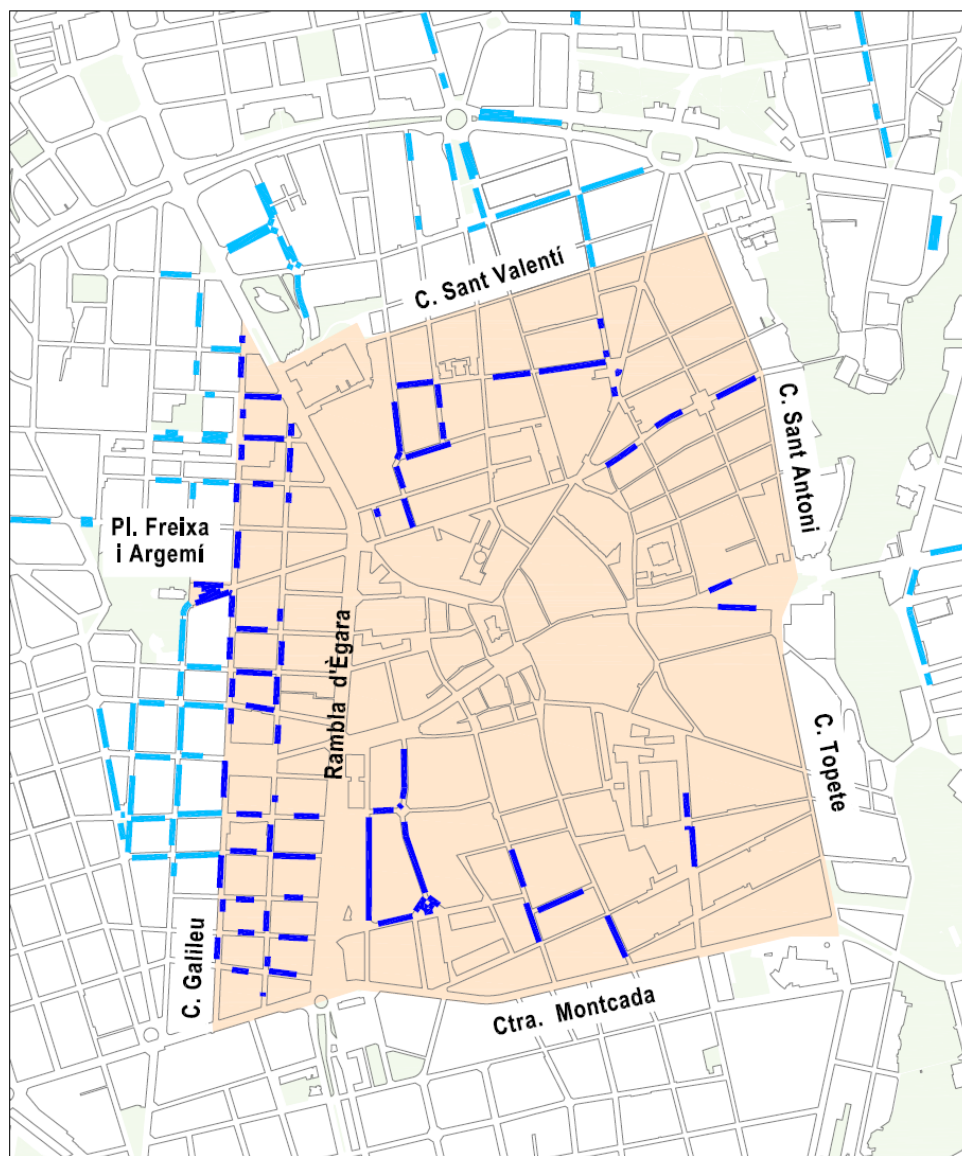 C. Sant Valentí
C. Sant Antoni
Pl. Freixa
i Argemí
Rambla d'Ègara
C. Topete
C. Galileu
Ctra. Montcada